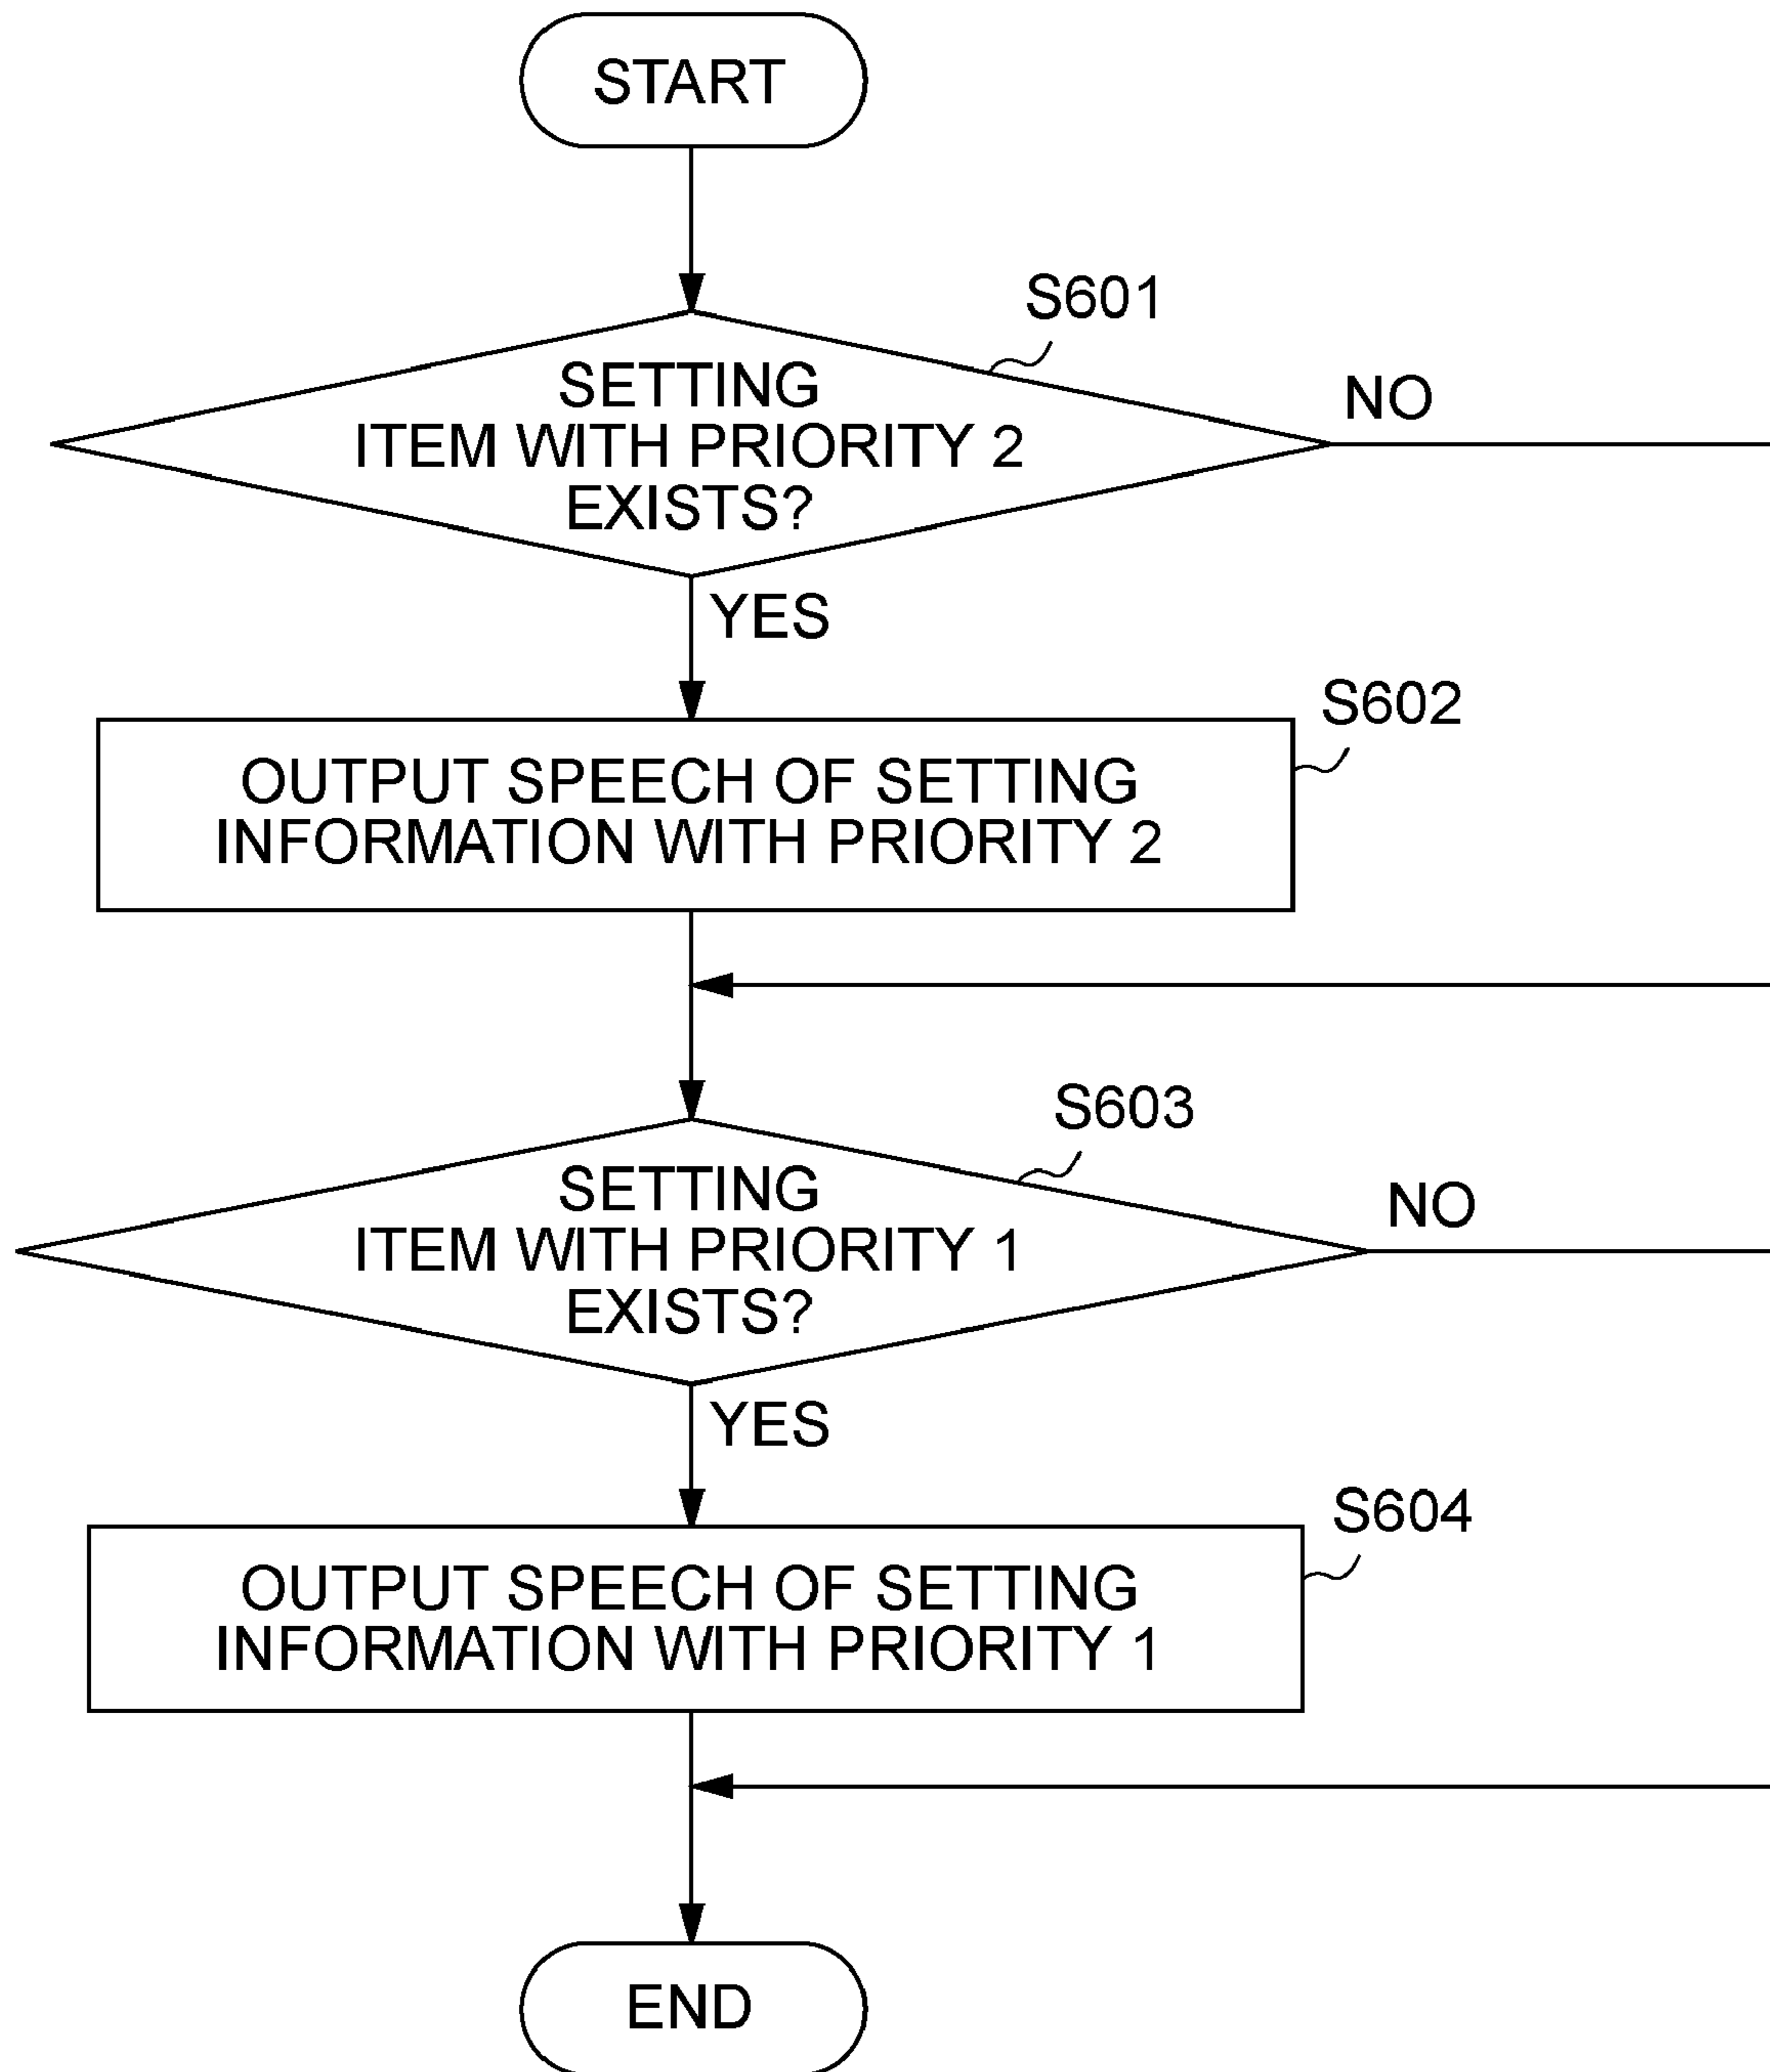 START
S601
SETTING
ITEM WITH PRIORITY 2
EXISTS?
NO
YES
S602
OUTPUT SPEECH OF SETTING
INFORMATION WITH PRIORITY 2
S603
SETTING
ITEM WITH PRIORITY 1
EXISTS?
NO
YES
S604
OUTPUT SPEECH OF SETTING
INFORMATION WITH PRIORITY 1
END